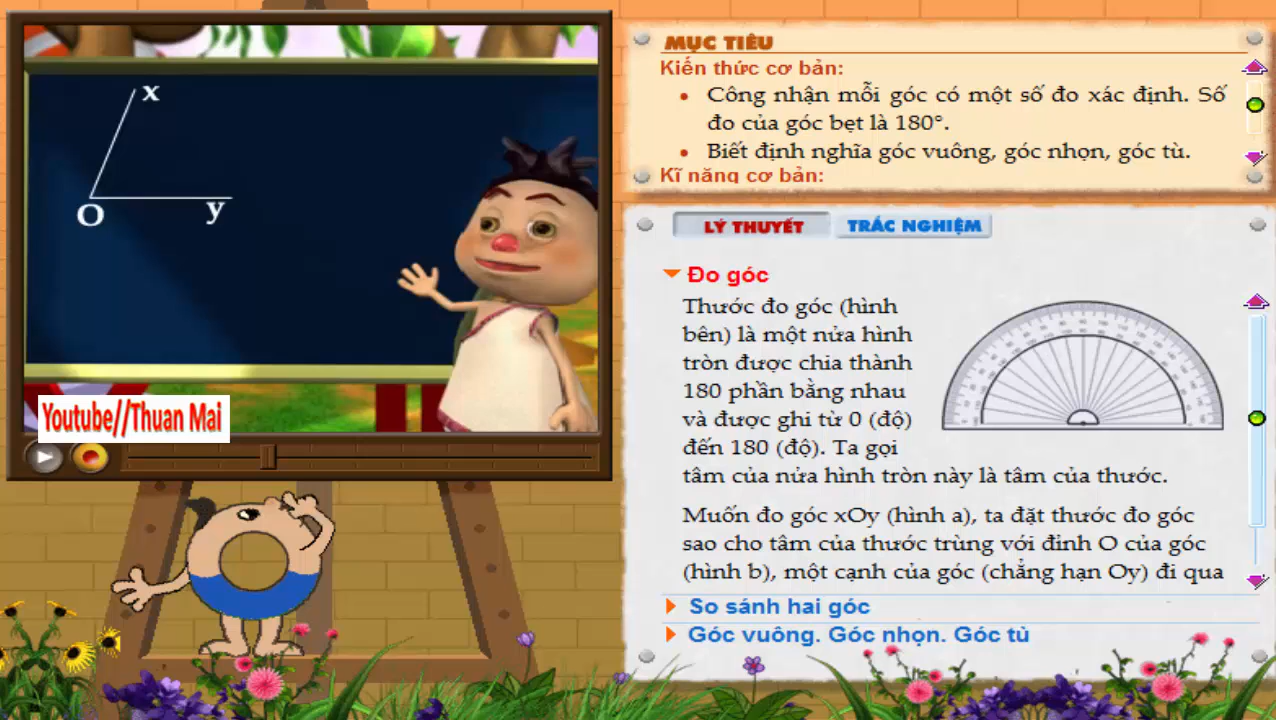 x
O
y
Youtube//Thuan Mai
MỤC TIÊU
Kiến thức cơ bản:
• Công nhận mỗi góc có một số đo xác định. Số
đo của góc bẹt là 180°.
• Biết định nghĩa góc vuông, góc nhọn, góc tù.
Kĩ năng cơ bản:
LÝ THUYẾT
TRẮC NGHIỆM
Đo góc
Thước đo góc (hình
bên) là một nửa hình
tròn được chia thành
180 phần bằng nhau
và được ghi từ 0 (độ)
đến 180 (độ). Ta gọi
tâm của nửa hình tròn này là tâm của thước.
Muốn đo góc xOy (hình a), ta đặt thước đo góc
sao cho tâm của thước trùng với đỉnh O của góc
(hình b), một cạnh của góc (chẳng hạn Oy) đi qua
So sánh hai góc
Góc vuông. Góc nhọn. Góc tù